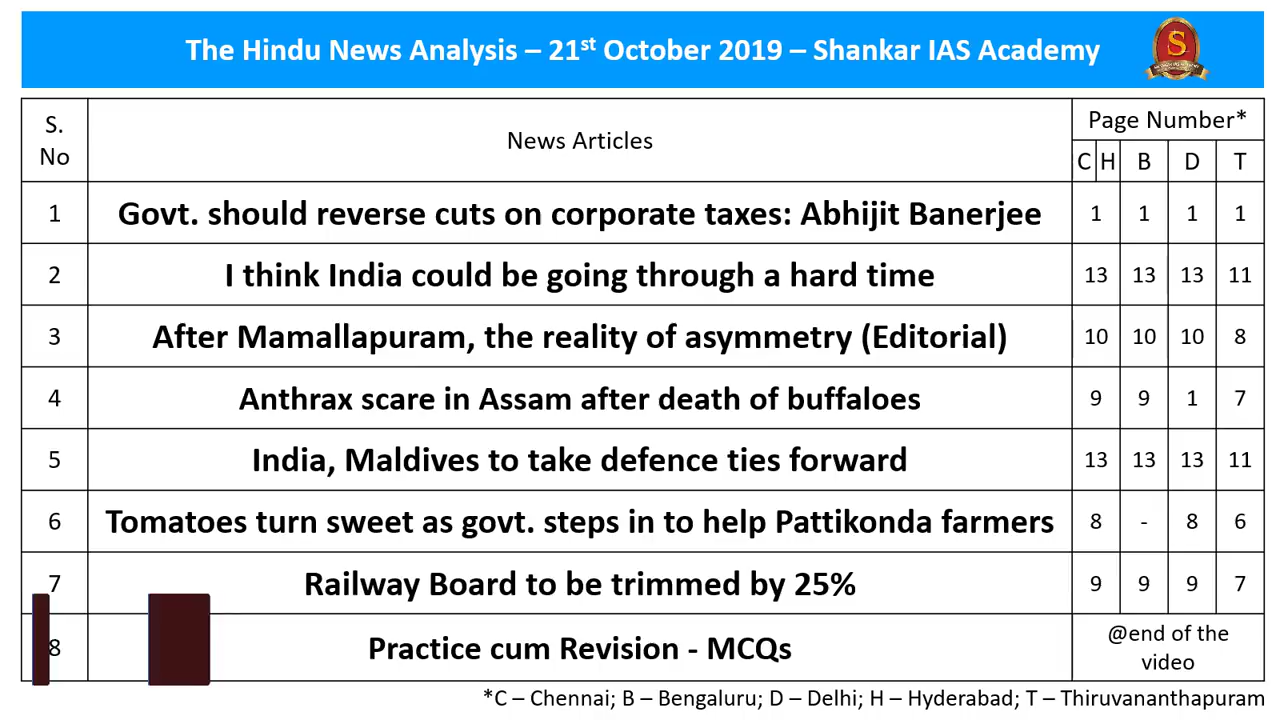 The Hindu News Analysis – 21st October 2019 – Shankar IAS Academy
S
S. No News Articles Page Number*
C H B D T
1 Govt. should reverse cuts on corporate taxes: Abhijit Banerjee 1 1 1 1
2 I think India could be going through a hard time 13 13 13 11
3 After Mamallapuram, the reality of asymmetry (Editorial) 10 10 10 8
4 Anthrax scare in Assam after death of buffaloes 9 9 1 7
5 India, Maldives to take defence ties forward 13 13 13 11
6 Tomatoes turn sweet as govt. steps in to help Pattikonda farmers 8 - 8 6
7 Railway Board to be trimmed by 25% 9 9 9 7
8 Practice cum Revision - MCQs @end of the video
*C – Chennai; B – Bengaluru; D – Delhi; H – Hyderabad; T – Thiruvananthapuram